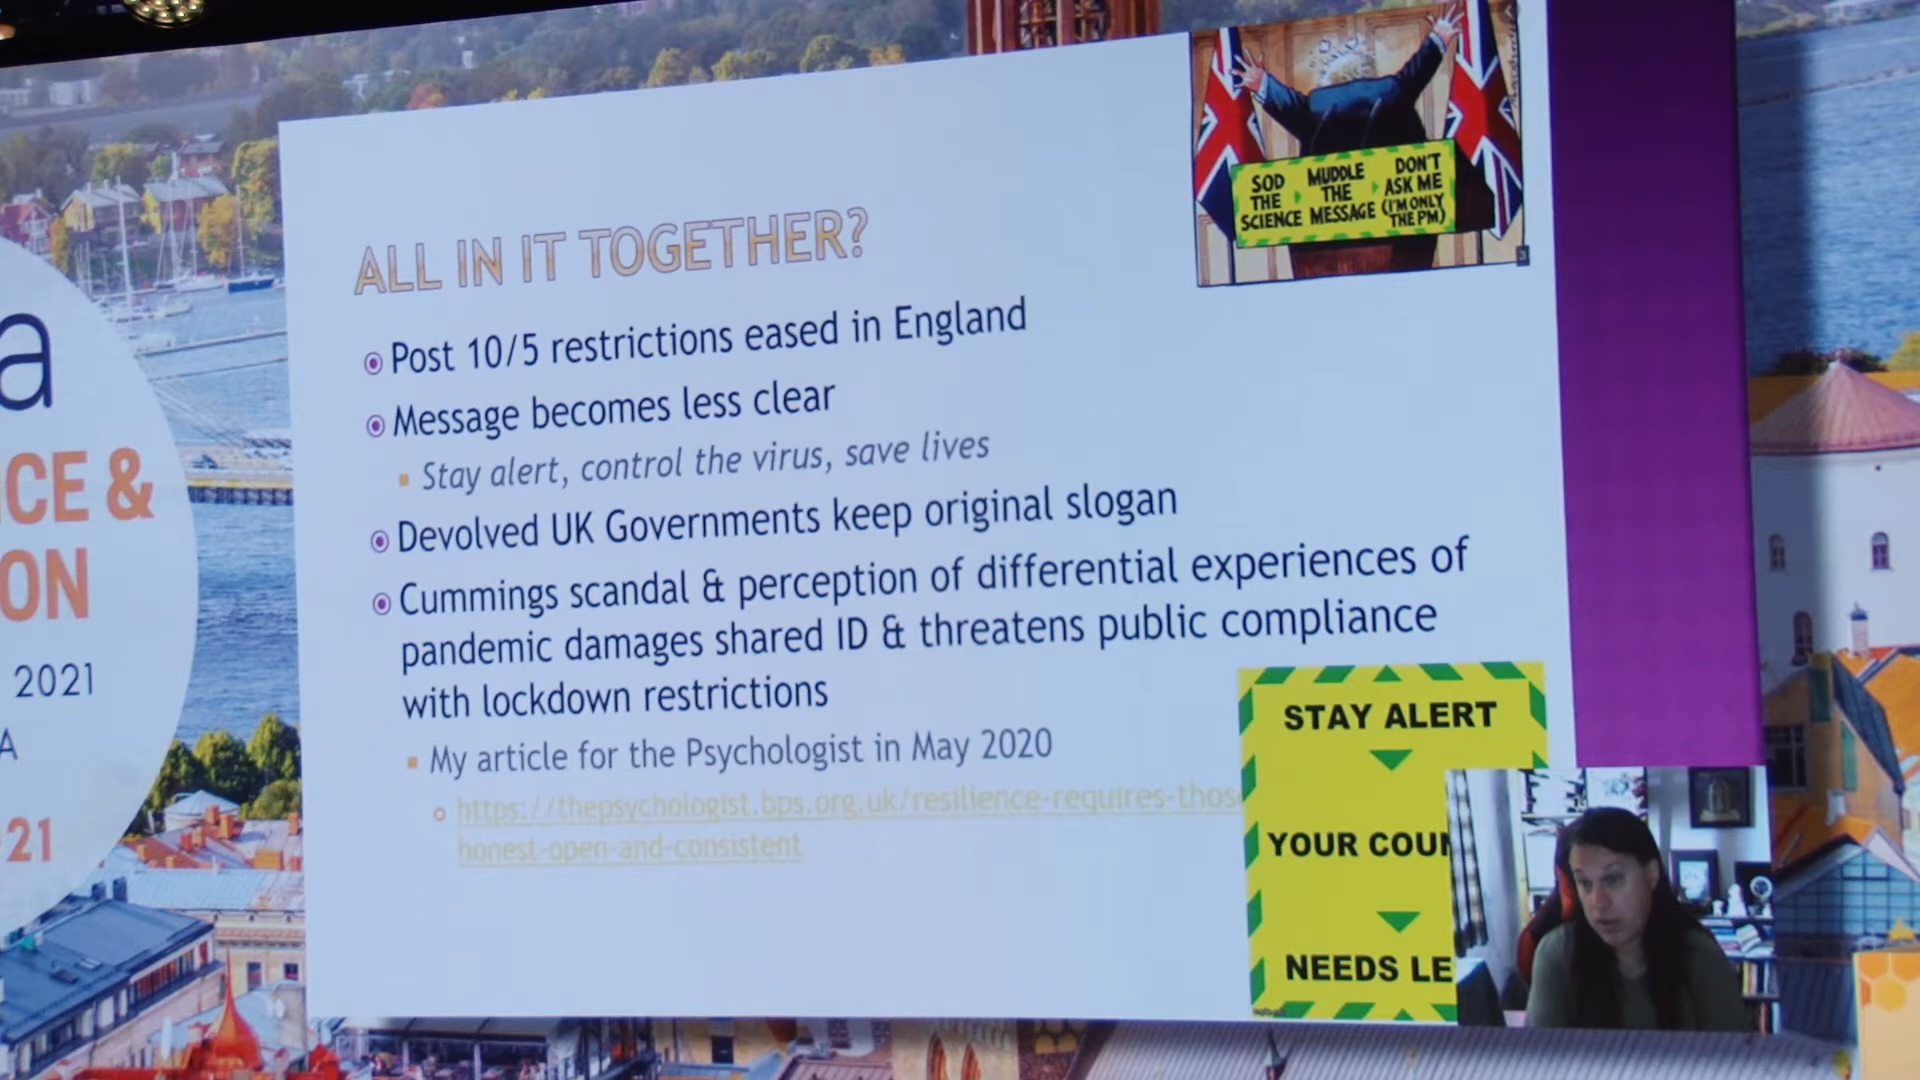 a
CE &
ON
2021
A
21
SOD THE SCIENCE
MUDDLE THE MESSAGE
DON'T ASK ME (I'M ONLY THE PM)
ALL IN IT TOGETHER?
Post 10/5 restrictions eased in England
Message becomes less clear
Stay alert, control the virus, save lives
Devolved UK Governments keep original slogan
Cummings scandal & perception of differential experiences of
pandemic damages shared ID & threatens public compliance
with lockdown restrictions
My article for the Psychologist in May 2020
https://thepsychologist.bps.org.uk/resilience-requires-those
honest-open-and-consistent
STAY ALERT
YOUR COUN
NEEDS LE